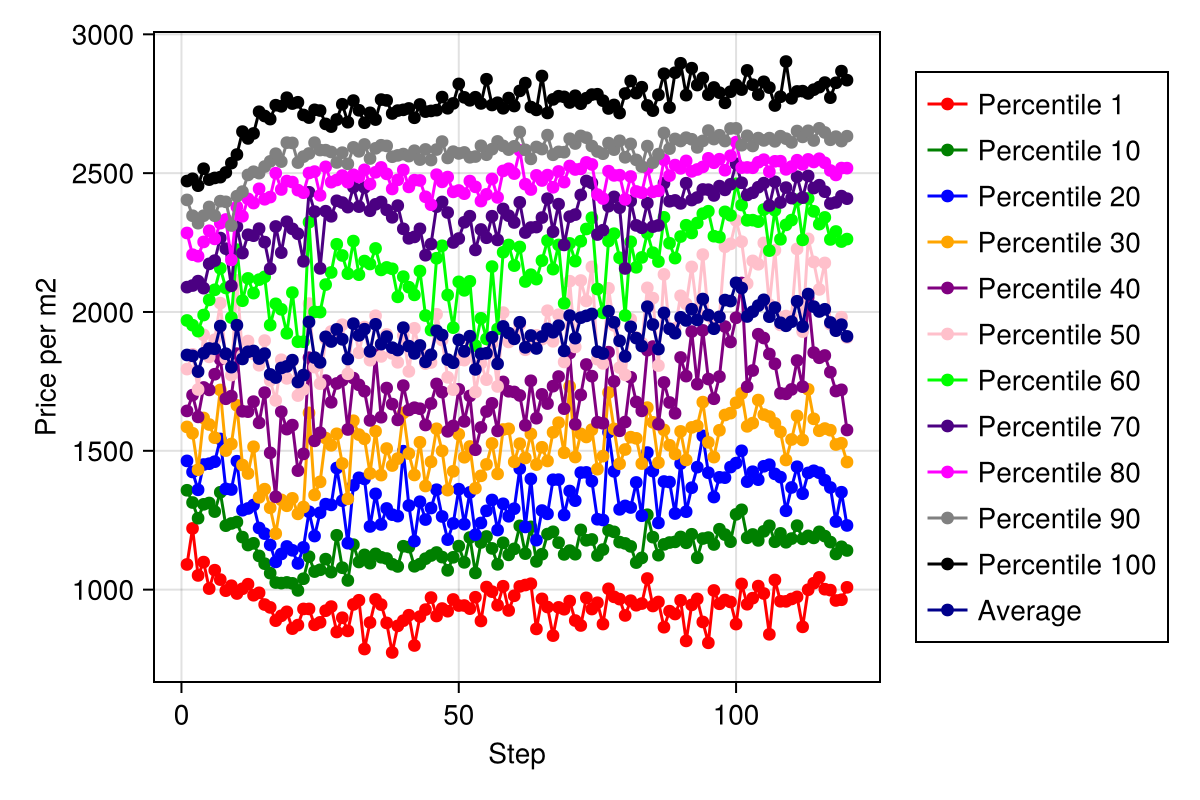 3000
2500
2000
1500
1000
Price per m2
0
50
100
Step
Percentile 1
Percentile 10
Percentile 20
Percentile 30
Percentile 40
Percentile 50
Percentile 60
Percentile 70
Percentile 80
Percentile 90
Percentile 100
Average